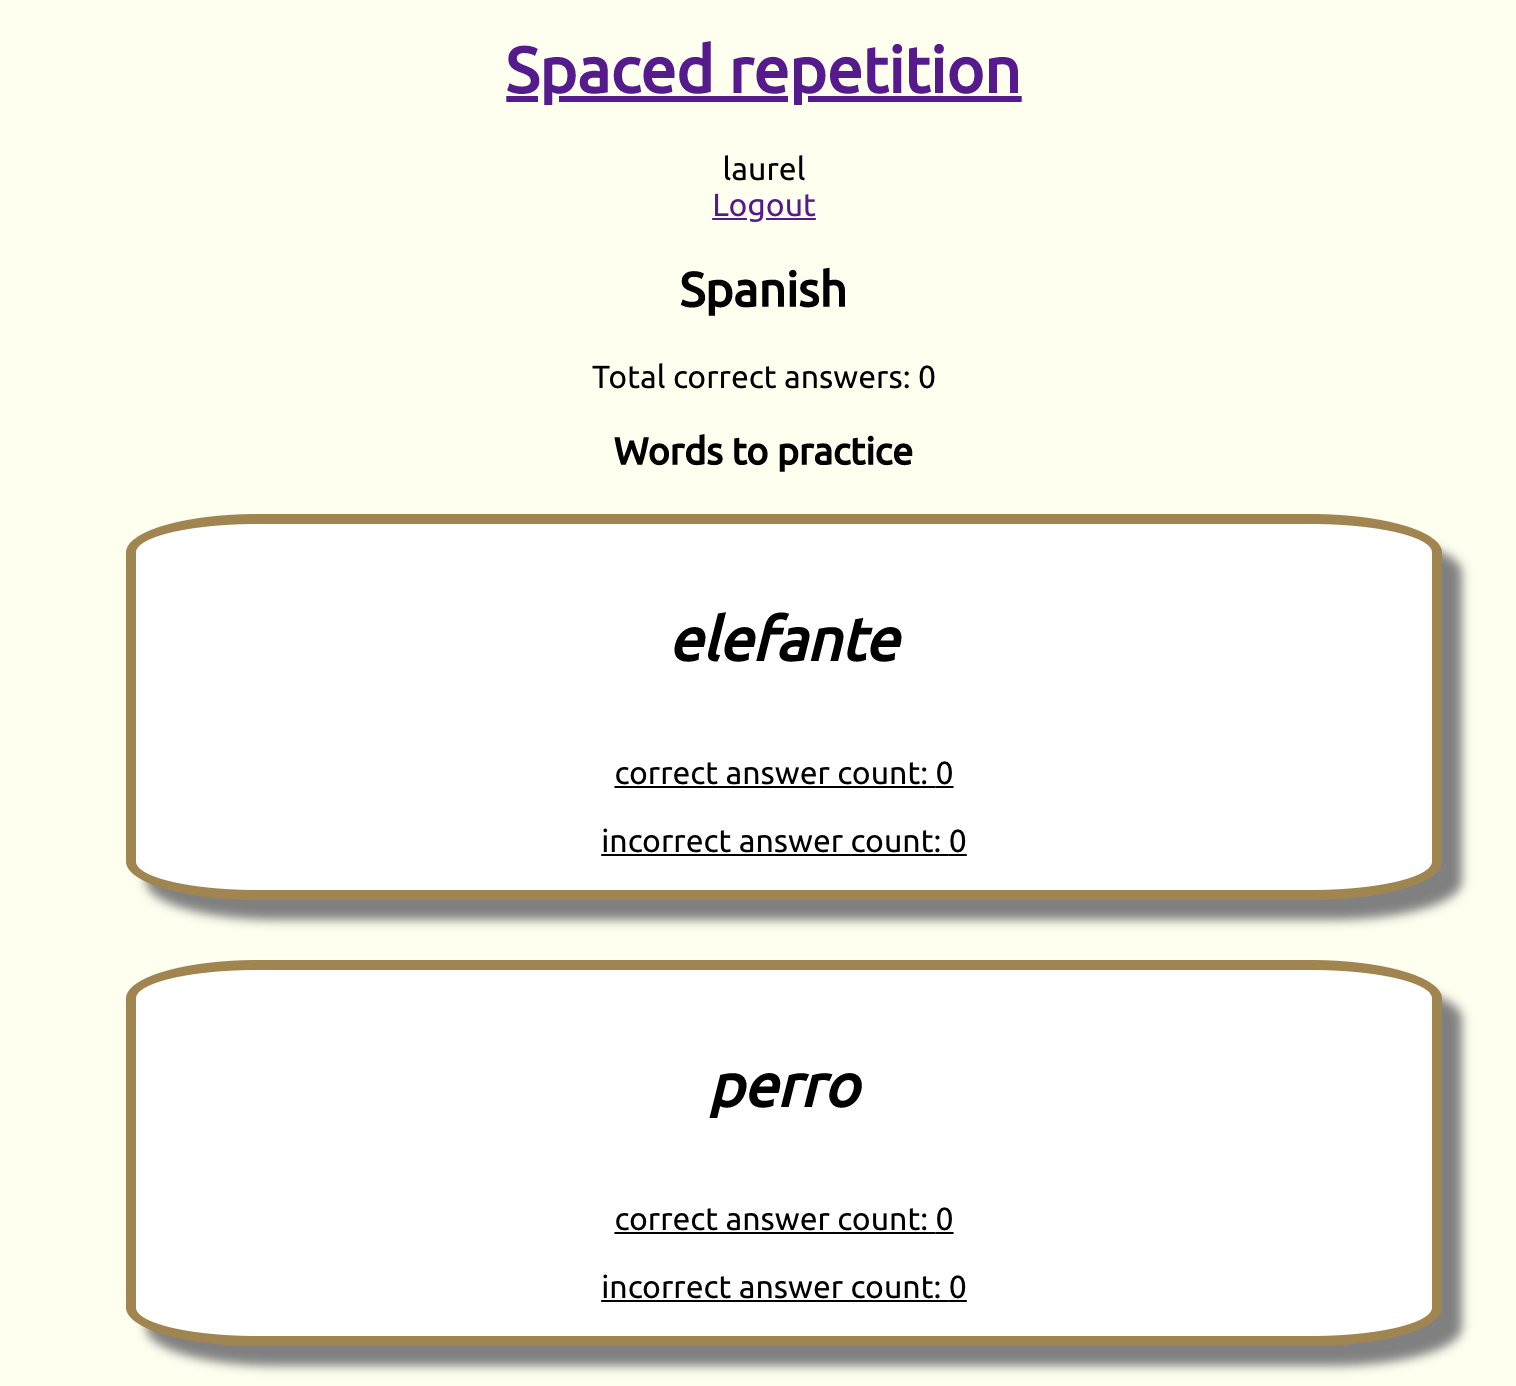 Spaced repetition
laurel
Logout
Spanish
Total correct answers: 0
Words to practice
elefante
correct answer count: 0
incorrect answer count: 0
perro
correct answer count: 0
incorrect answer count: 0